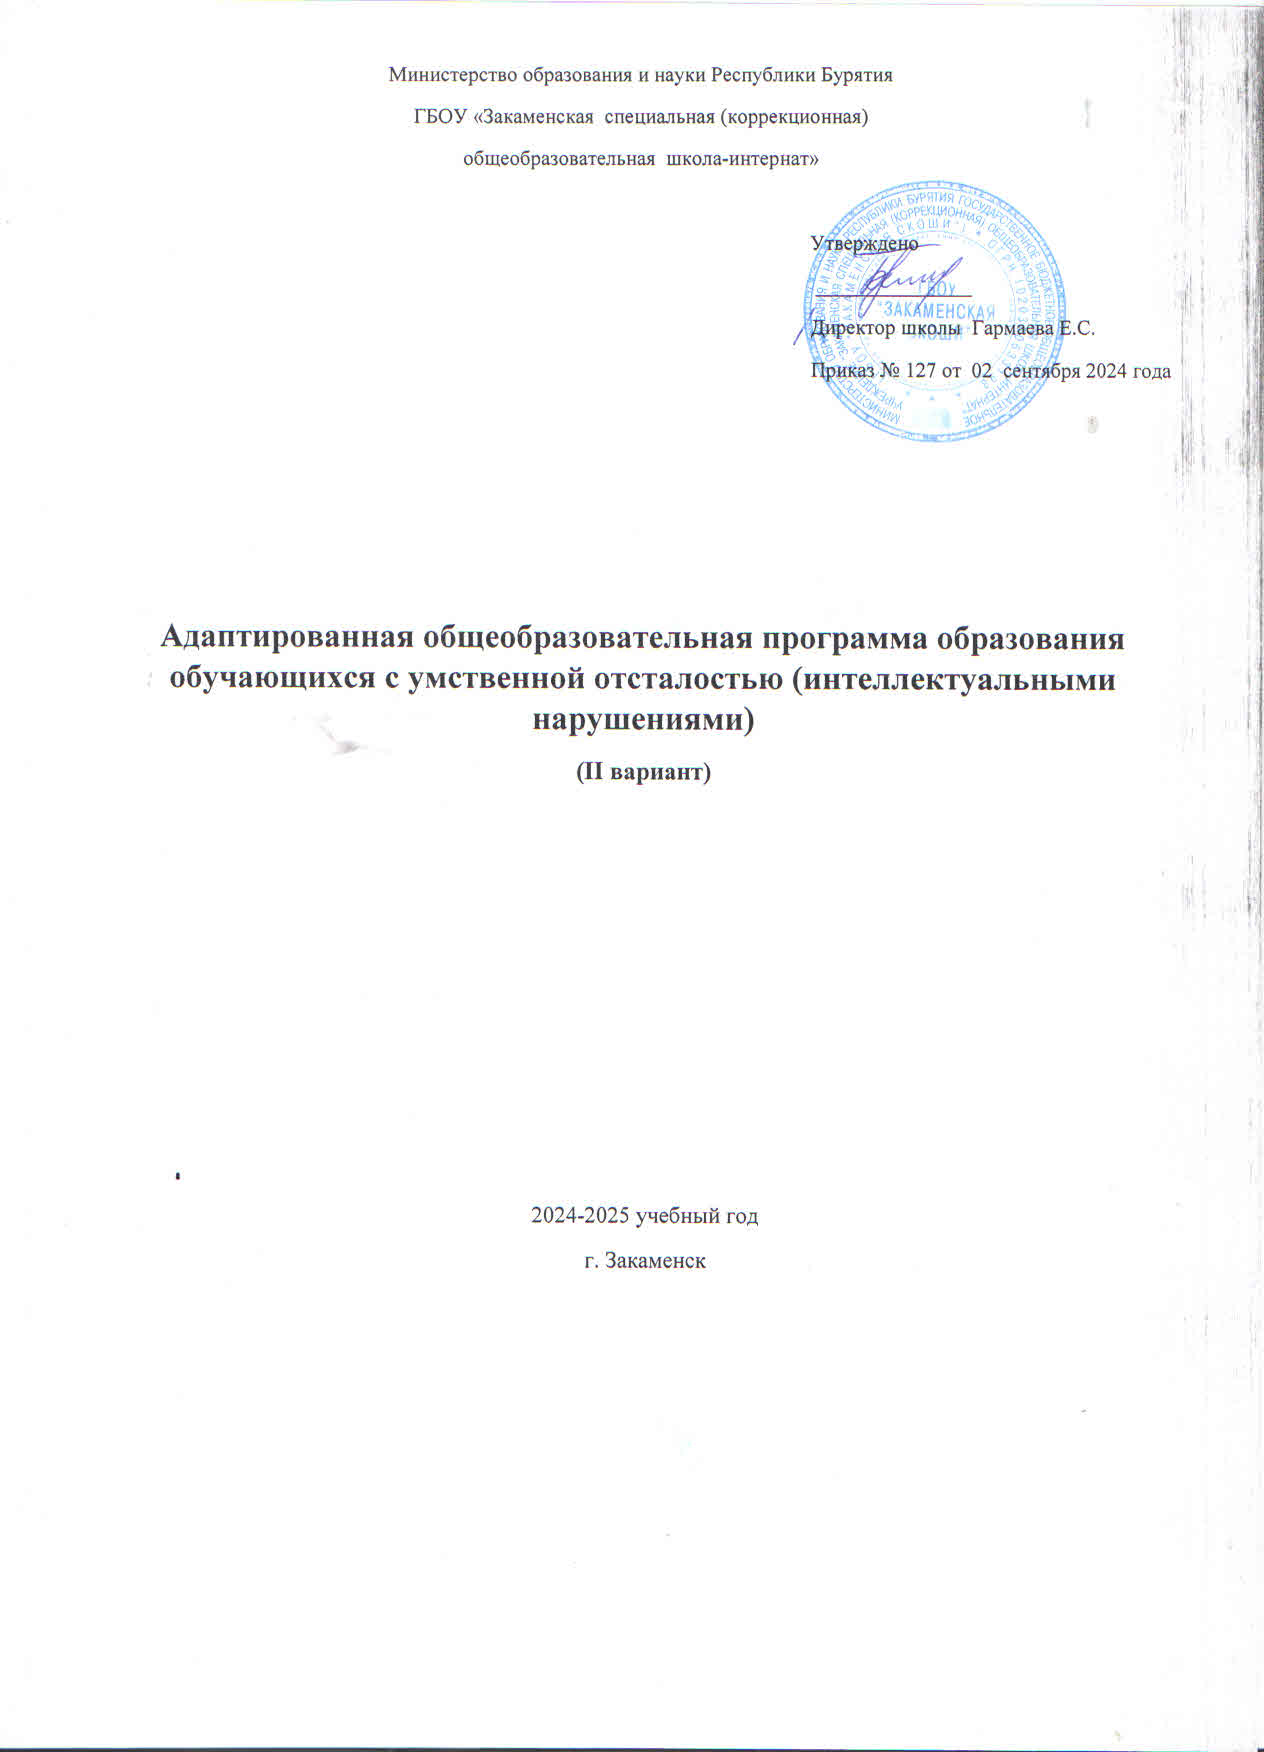 Министерство образования и науки Республики Бурятия
ГБОУ «Закаменская специальная (коррекционная)
общеобразовательная школа-интернат»
Утверждено
ГБОУ
"ЗАКАМЕНСКАЯ
Директор школы Гармаева Е.С.
Приказ № 127 от 02 сентября 2024 года
Адаптированная общеобразовательная программа образования
обучающихся с умственной отсталостью (интеллектуальными
нарушениями)
(II вариант)
2024-2025 учебный год
г. Закаменск